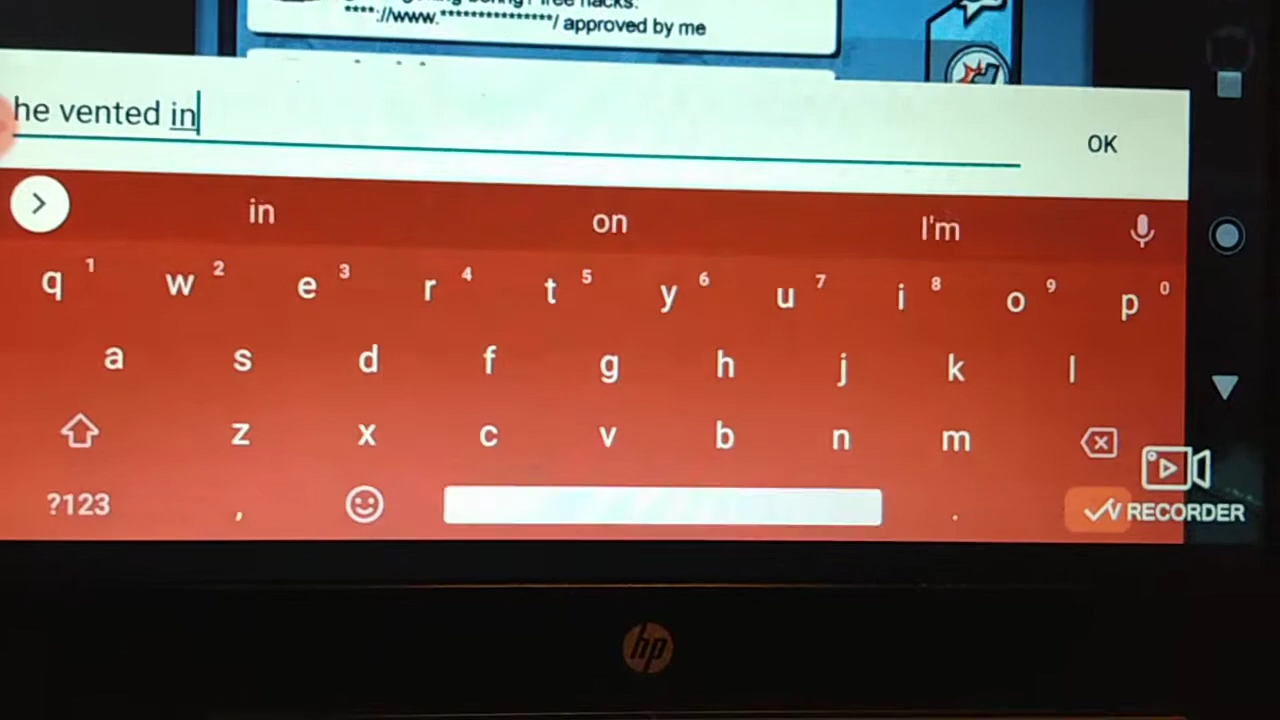 hacks.
****://www.***************/ approved by me
he vented in
OK
in on I'm
q 1 w 2 e 3 r 4 t 5 y 6 u 7 i 8 o 9 p 0
a s d f g h j k l
z x c v b n m
?123 , .
RECORDER
hp